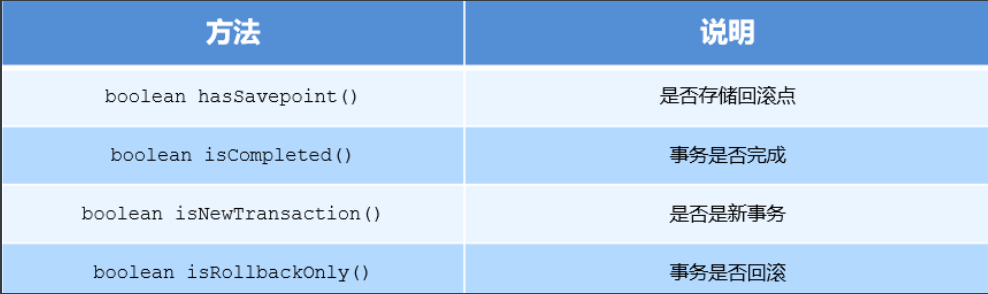 方法 说明
boolean hasSavepoint() 是否存储回滚点
boolean isCompleted() 事务是否完成
boolean isNewTransaction() 是否是新事务
boolean isRollbackOnly() 事务是否回滚